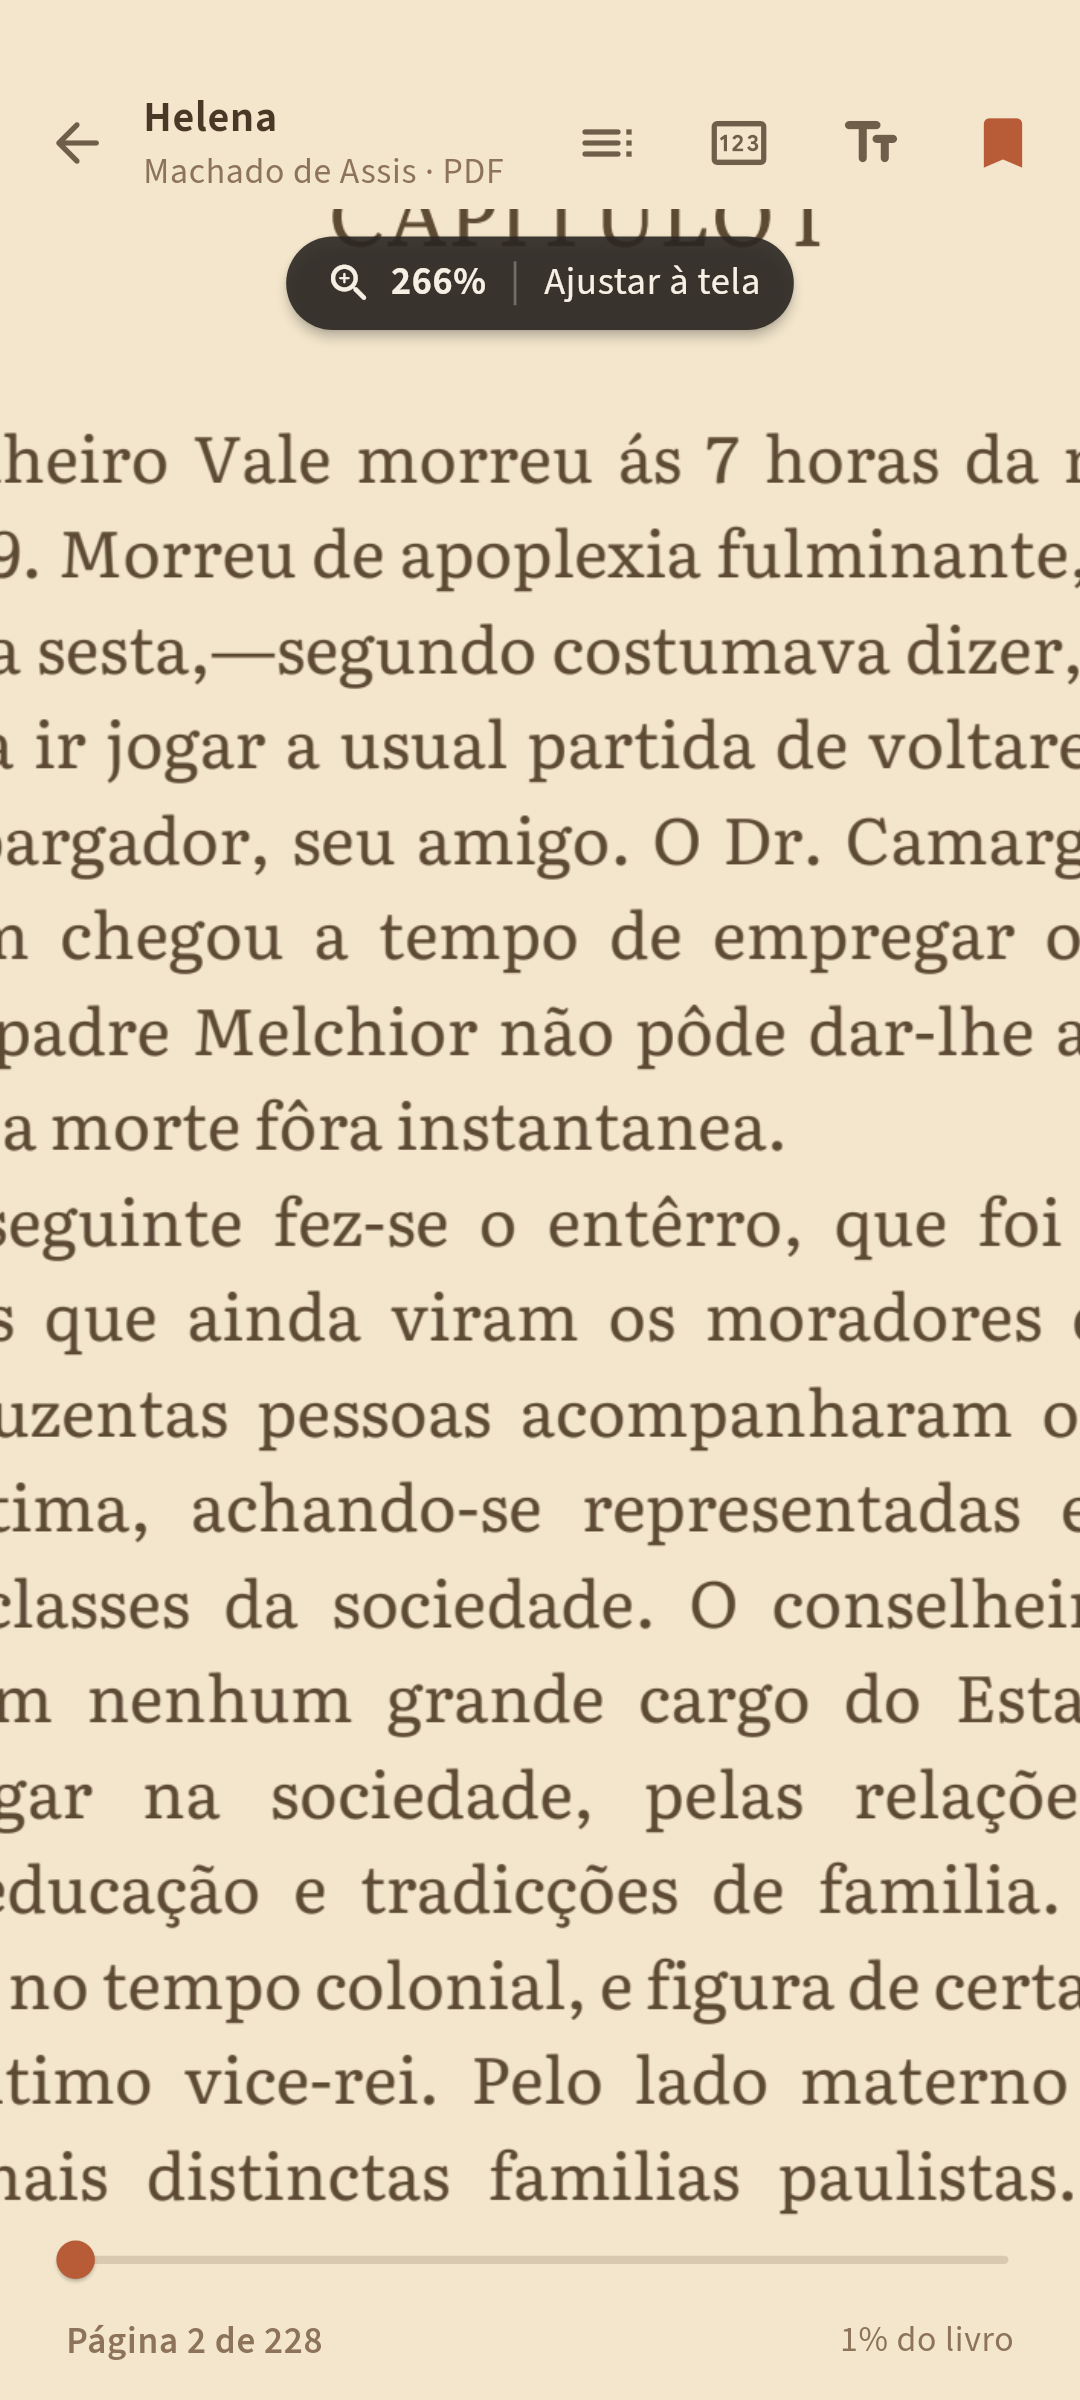 Helena
Machado de Assis · PDF
123
CAPITULO I
266% | Ajustar à tela
heiro Vale morreu ás 7 horas da
9. Morreu de apoplexia fulminante,
a sesta,—segundo costumava dizer,
a ir jogar a usual partida de voltare
bargador, seu amigo. O Dr. Camarg
m chegou a tempo de empregar o
padre Melchior não pôde dar-lhe a
a morte fôra instantanea.
seguinte fez-se o entêrro, que foi
s que ainda viram os moradores
uzentas pessoas acompanharam o
tima, achando-se representadas e
classes da sociedade. O conselheir
m nenhum grande cargo do Esta
gar na sociedade, pelas relaçõe
educação e tradicções de familia.
no tempo colonial, e figura de certa
timo vice-rei. Pelo lado materno
nais distinctas familias paulistas.
Página 2 de 228
1% do livro